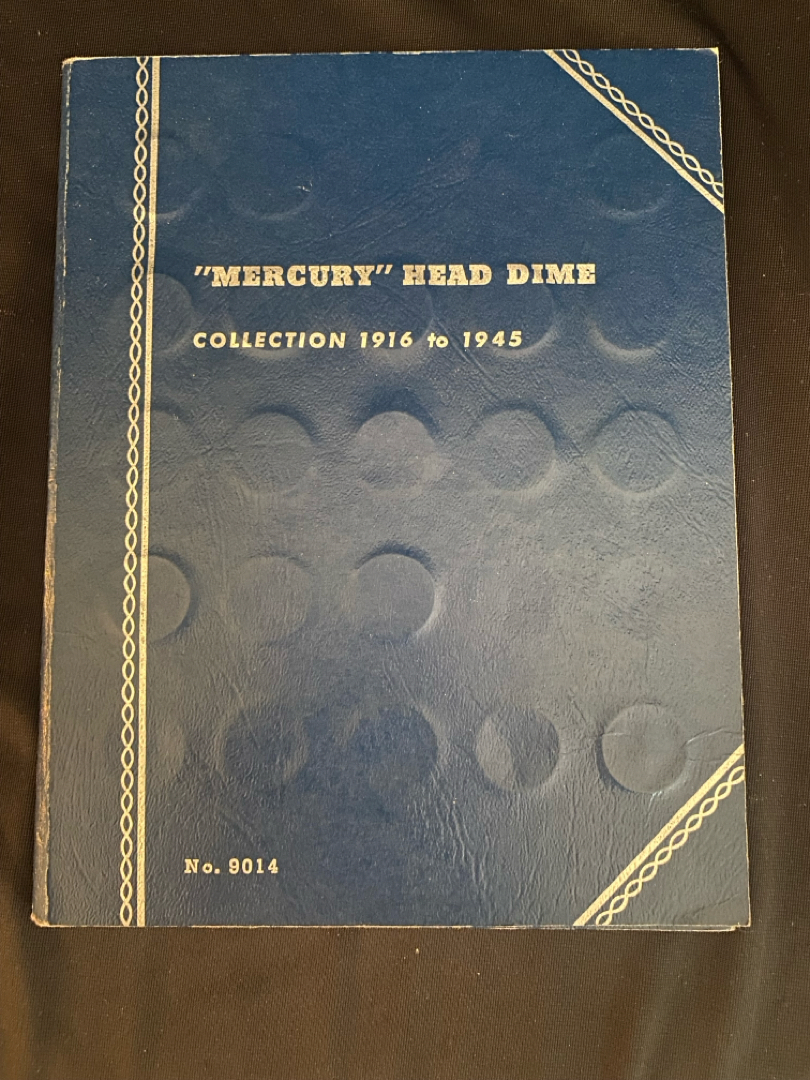 "MERCURY" HEAD DIME
COLLECTION 1916 to 1945
No. 9014